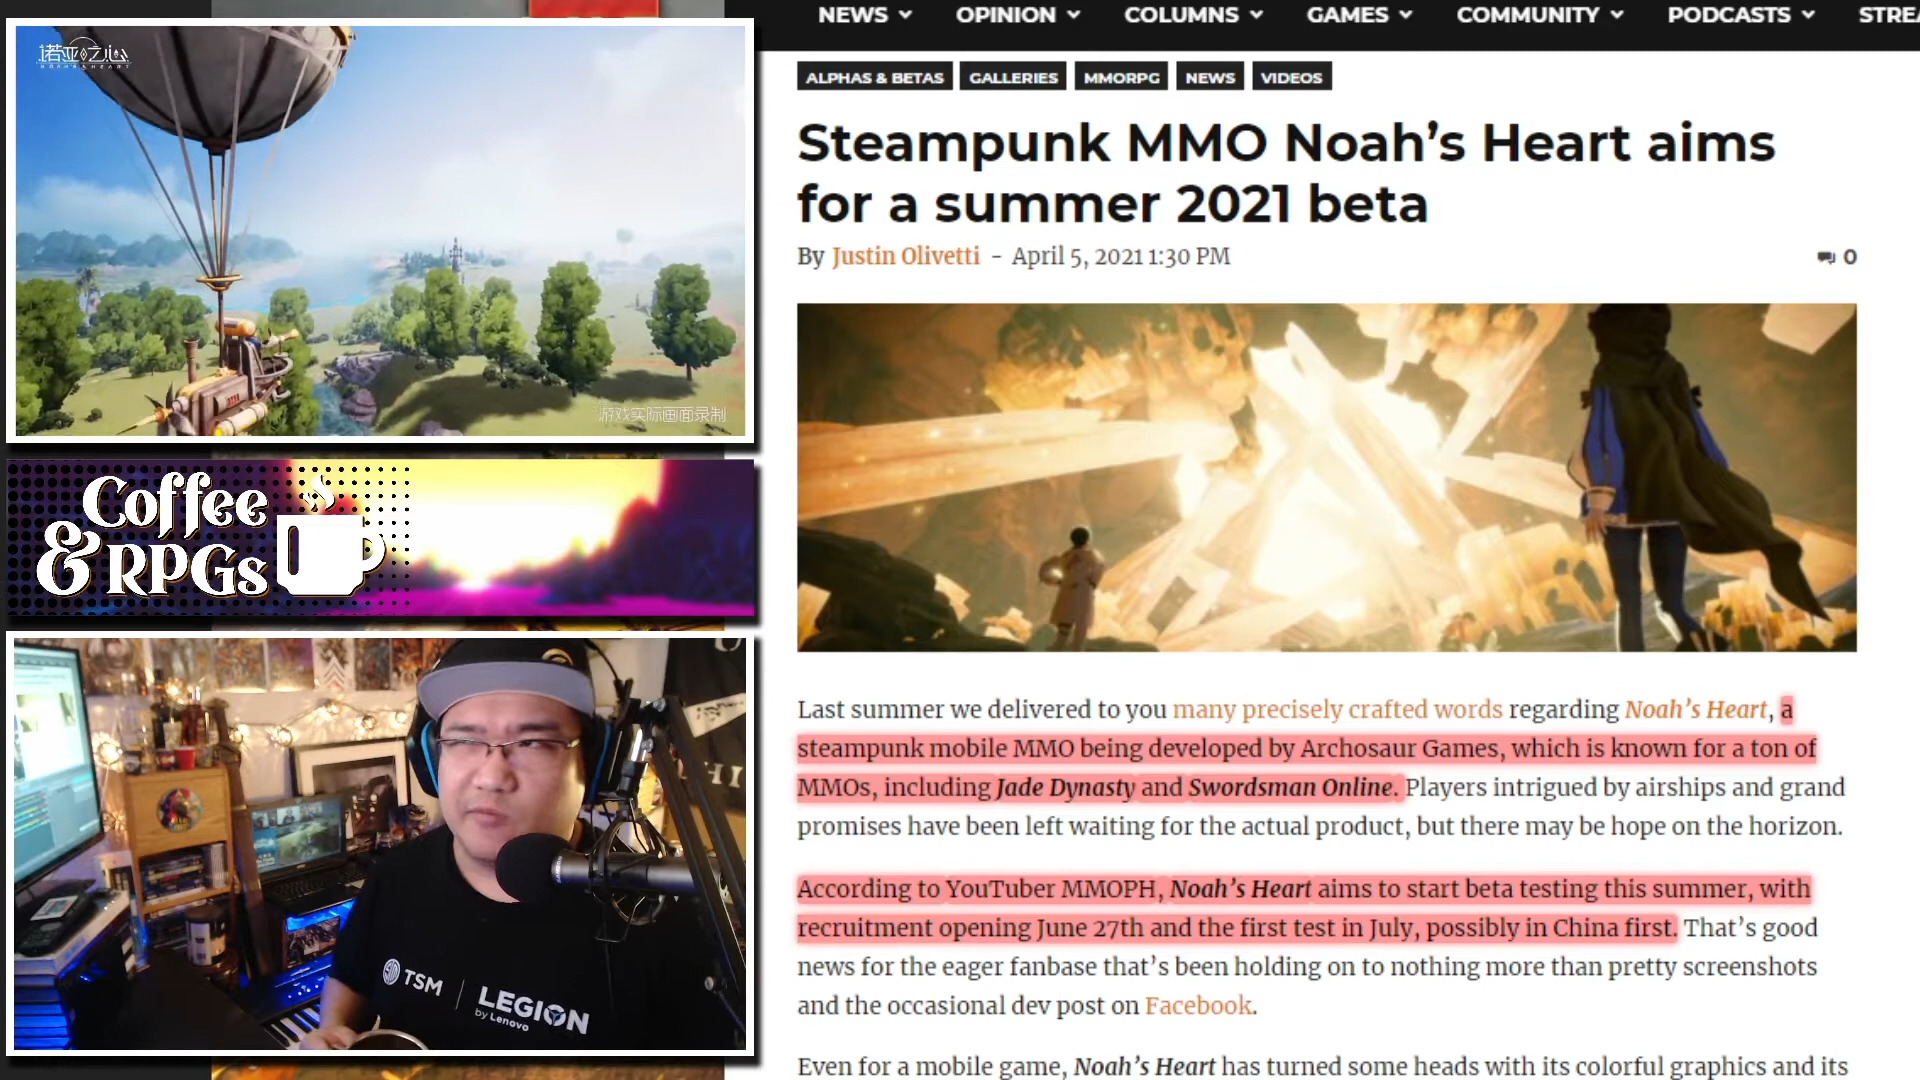 诺亚之心
NOAH'S HEART
游戏实际画面录制
Coffee
& RPGs
TSM | LEGION
by Lenovo
NEWS OPINION COLUMNS GAMES COMMUNITY PODCASTS STREA
ALPHAS & BETAS GALLERIES MMORPG NEWS VIDEOS
Steampunk MMO Noah’s Heart aims
for a summer 2021 beta
By Justin Olivetti - April 5, 2021 1:30 PM 0
Last summer we delivered to you many precisely crafted words regarding Noah’s Heart, a
steampunk mobile MMO being developed by Archosaur Games, which is known for a ton of
MMOs, including Jade Dynasty and Swordsman Online. Players intrigued by airships and grand
promises have been left waiting for the actual product, but there may be hope on the horizon.
According to YouTuber MMOPH, Noah’s Heart aims to start beta testing this summer, with
recruitment opening June 27th and the first test in July, possibly in China first. That’s good
news for the eager fanbase that’s been holding on to nothing more than pretty screenshots
and the occasional dev post on Facebook.
Even for a mobile game, Noah’s Heart has turned some heads with its colorful graphics and its